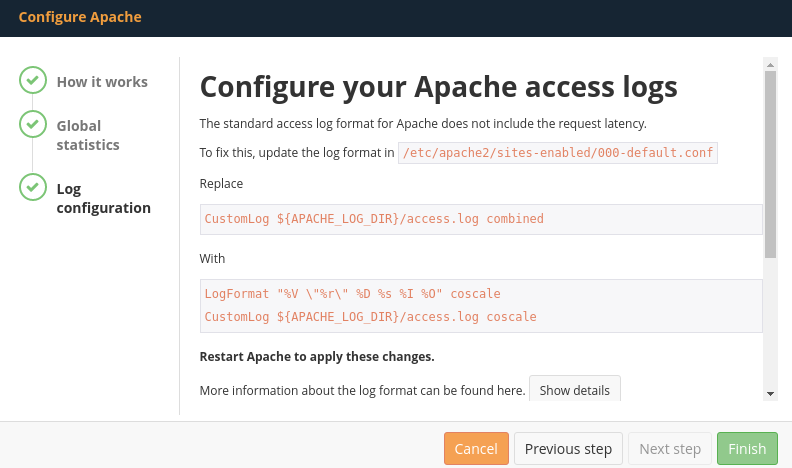 Configure Apache
How it works
Global
statistics
Log
configuration
Configure your Apache access logs
The standard access log format for Apache does not include the request latency.
To fix this, update the log format in /etc/apache2/sites-enabled/000-default.conf
Replace
CustomLog ${APACHE_LOG_DIR}/access.log combined
With
LogFormat "%V \"%r\" %D %s %I %O" coscale
CustomLog ${APACHE_LOG_DIR}/access.log coscale
Restart Apache to apply these changes.
More information about the log format can be found here. Show details
Cancel Previous step Next step Finish